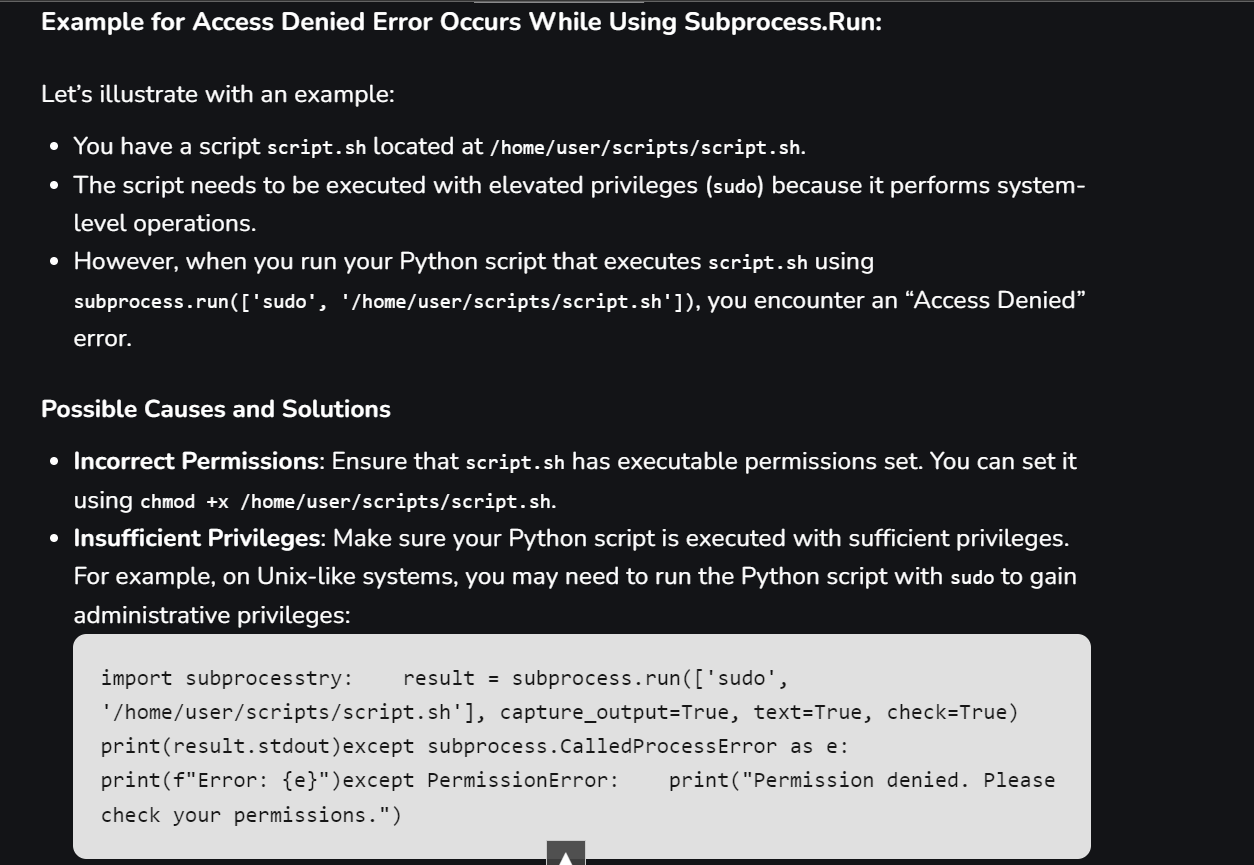 Example for Access Denied Error Occurs While Using Subprocess.Run:
Let’s illustrate with an example:
• You have a script script.sh located at /home/user/scripts/script.sh.
• The script needs to be executed with elevated privileges (sudo) because it performs system-
level operations.
• However, when you run your Python script that executes script.sh using
subprocess.run(['sudo', '/home/user/scripts/script.sh']), you encounter an “Access Denied”
error.
Possible Causes and Solutions
• Incorrect Permissions: Ensure that script.sh has executable permissions set. You can set it
using chmod +x /home/user/scripts/script.sh.
• Insufficient Privileges: Make sure your Python script is executed with sufficient privileges.
For example, on Unix-like systems, you may need to run the Python script with sudo to gain
administrative privileges:
import subprocesstry:    result = subprocess.run(['sudo',
'/home/user/scripts/script.sh'], capture_output=True, text=True, check=True)
print(result.stdout)except subprocess.CalledProcessError as e:
print(f"Error: {e}")except PermissionError:    print("Permission denied. Please
check your permissions.")